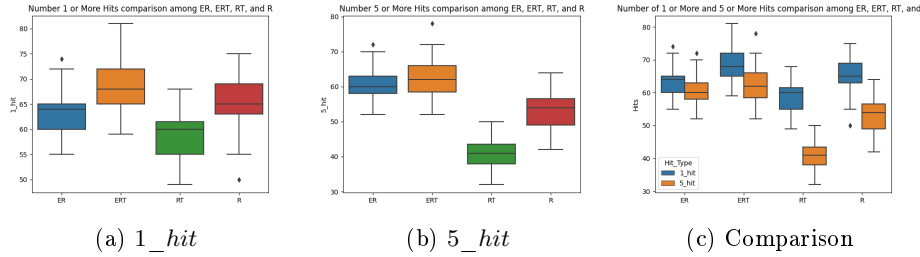 Number 1 or More Hits comparison among ER, ERT, RT, and R
1_hit
80
75
70
65
60
55
50
ER ERT RT R
(a) 1_hit
Number 5 or More Hits comparison among ER, ERT, RT, and R
5_hit
80
70
60
50
40
30
ER ERT RT R
(b) 5_hit
Number of 1 or More and 5 or More Hits comparison among ER, ERT, RT, and
Hits
80
70
60
50
40
30
Hit_Type
1_hit
5_hit
ER ERT RT R
(c) Comparison